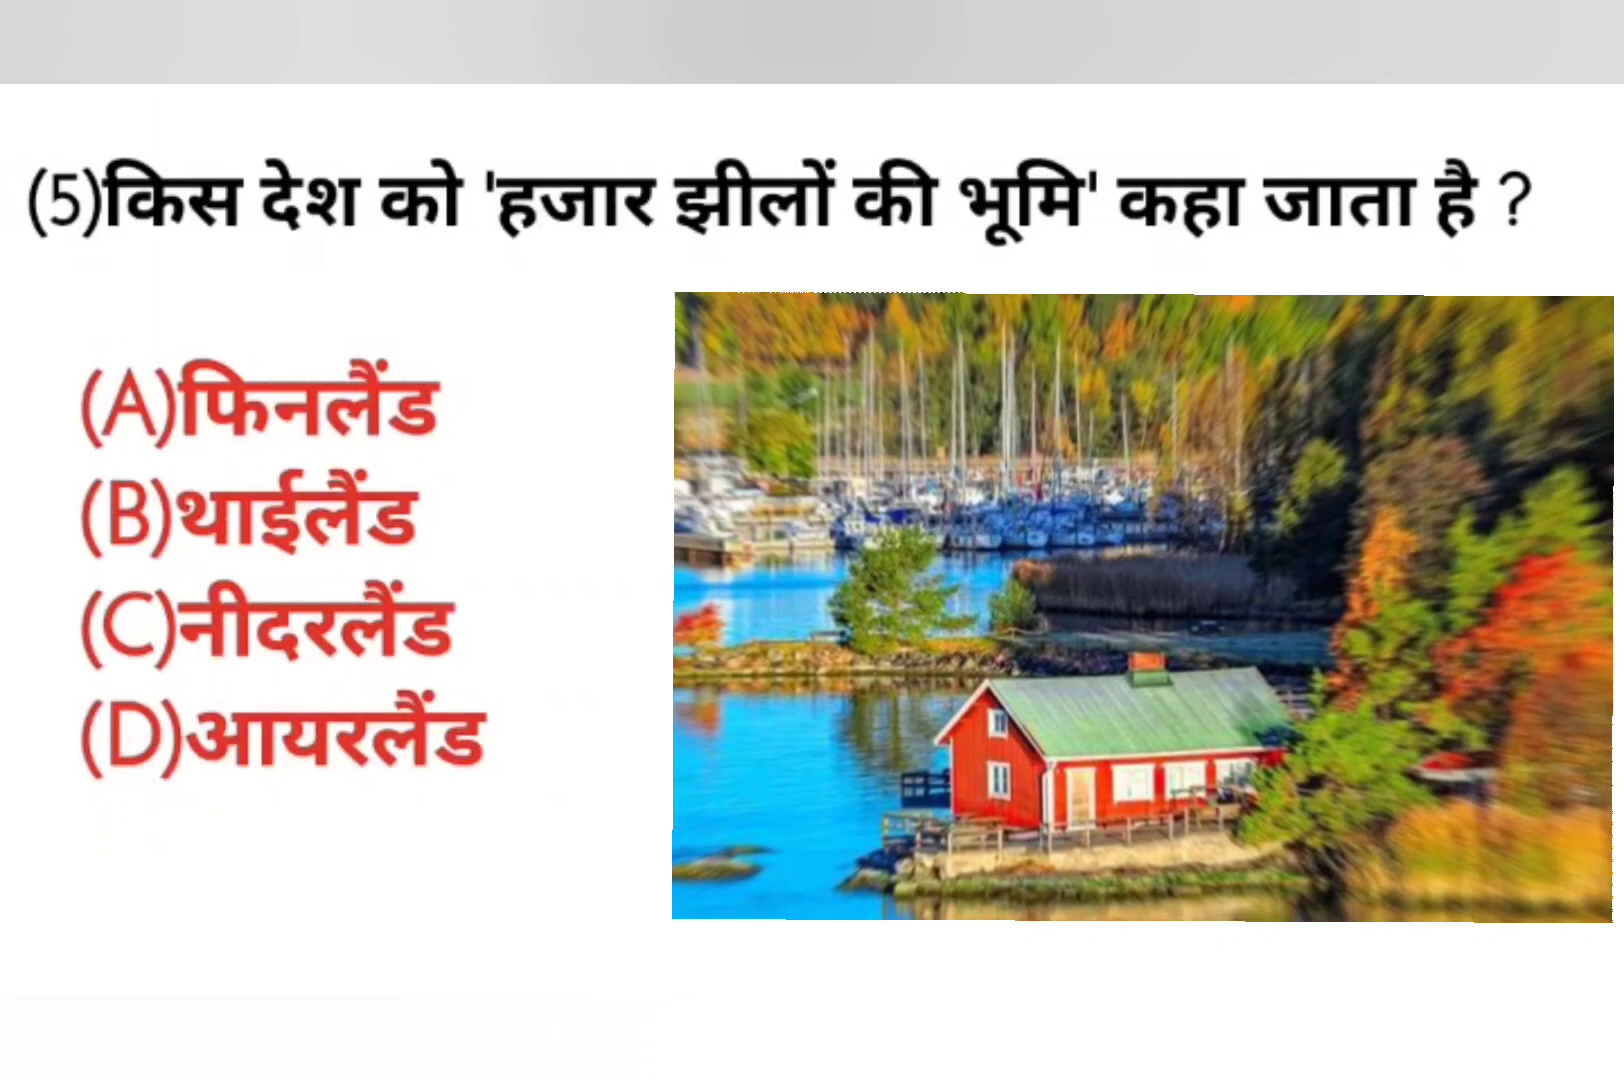 (5)किस देश को 'हजार झीलों की भूमि' कहा जाता है ?
(A)फिनलैंड
(B)थाईलैंड
(C)नीदरलैंड
(D)आयरलैंड